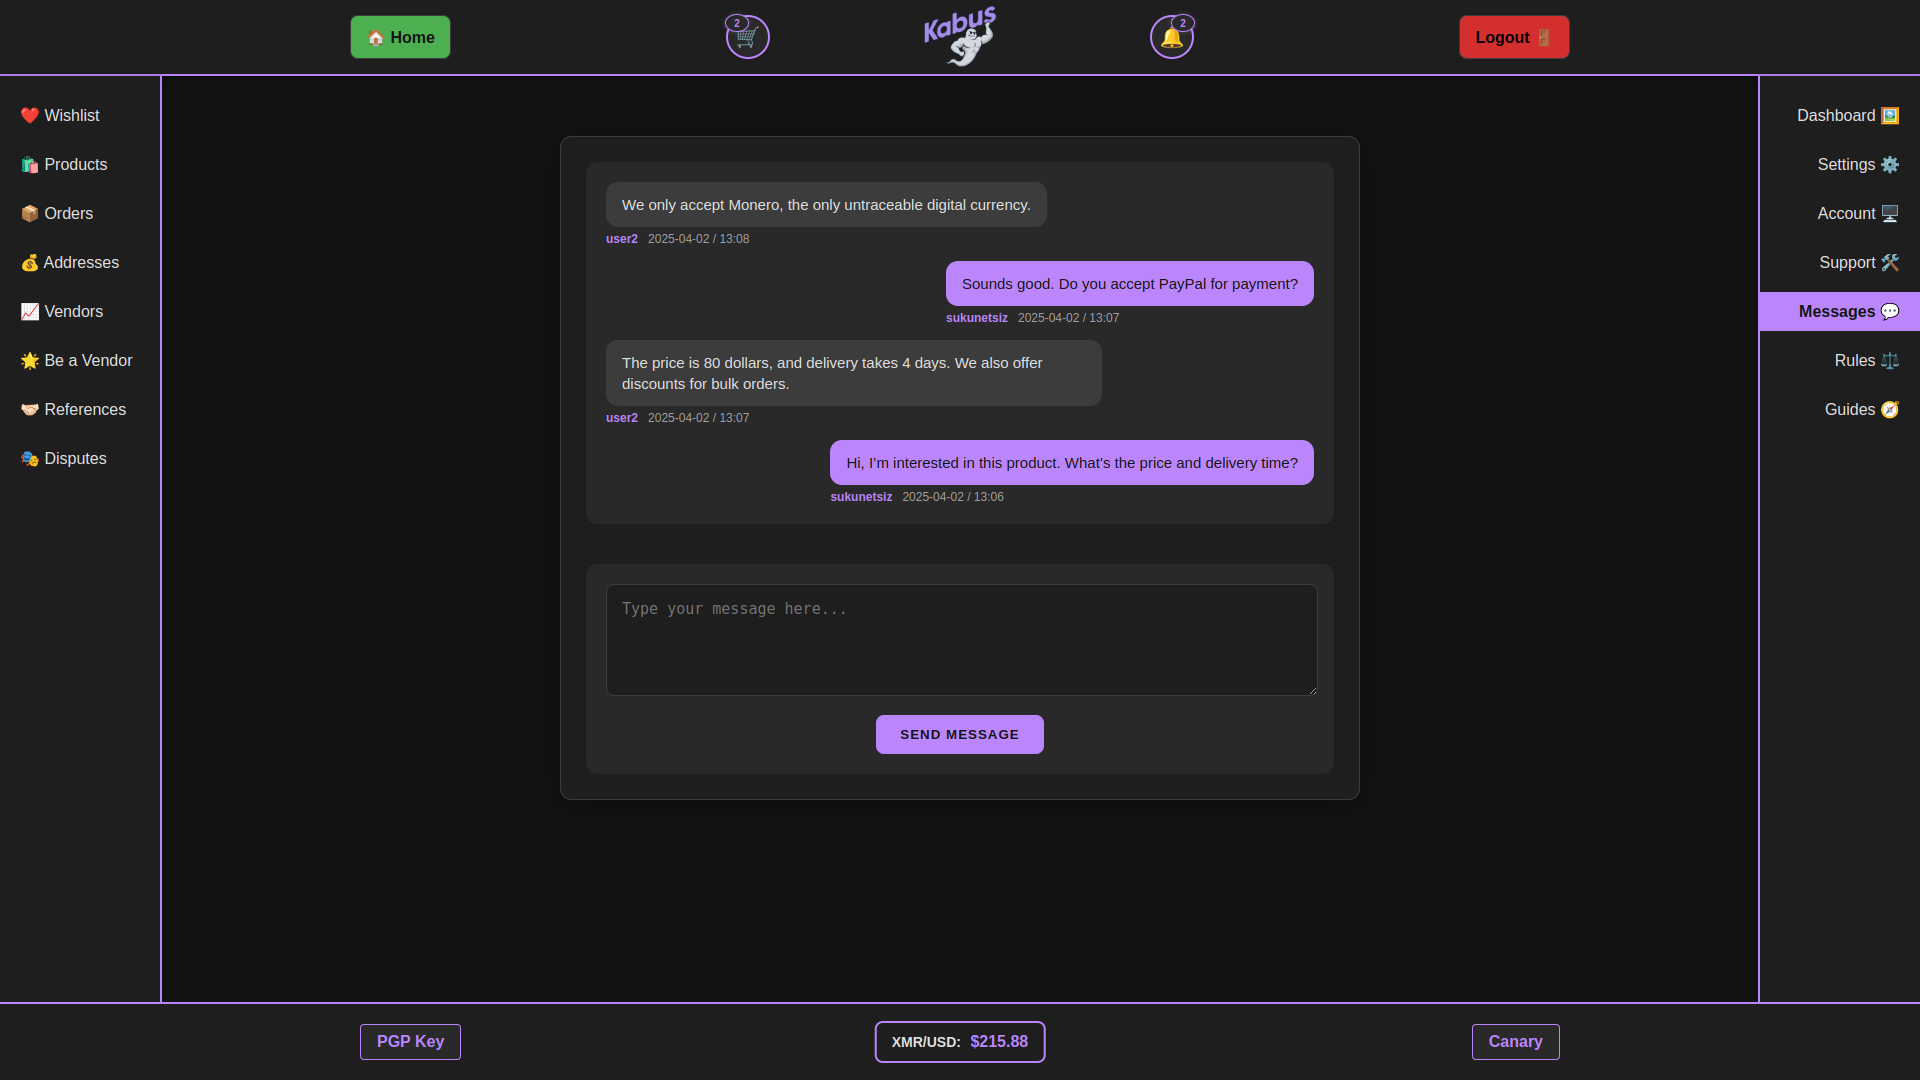 🏠 Home
2
🛒
Kabus
2
🔔
Logout 🚪
❤️ Wishlist
🛍️ Products
📦 Orders
💰 Addresses
📈 Vendors
🌟 Be a Vendor
🤝🏻 References
🎭 Disputes
We only accept Monero, the only untraceable digital currency.
user2 2025-04-02 / 13:08
Sounds good. Do you accept PayPal for payment?
sukunetsiz 2025-04-02 / 13:07
The price is 80 dollars, and delivery takes 4 days. We also offer
discounts for bulk orders.
user2 2025-04-02 / 13:07
Hi, I’m interested in this product. What’s the price and delivery time?
sukunetsiz 2025-04-02 / 13:06
Type your message here...
SEND MESSAGE
Dashboard 🖼️
Settings ⚙️
Account 🖥️
Support 🛠️
Messages 💬
Rules ⚖️
Guides 🧭
PGP Key
XMR/USD: $215.88
Canary